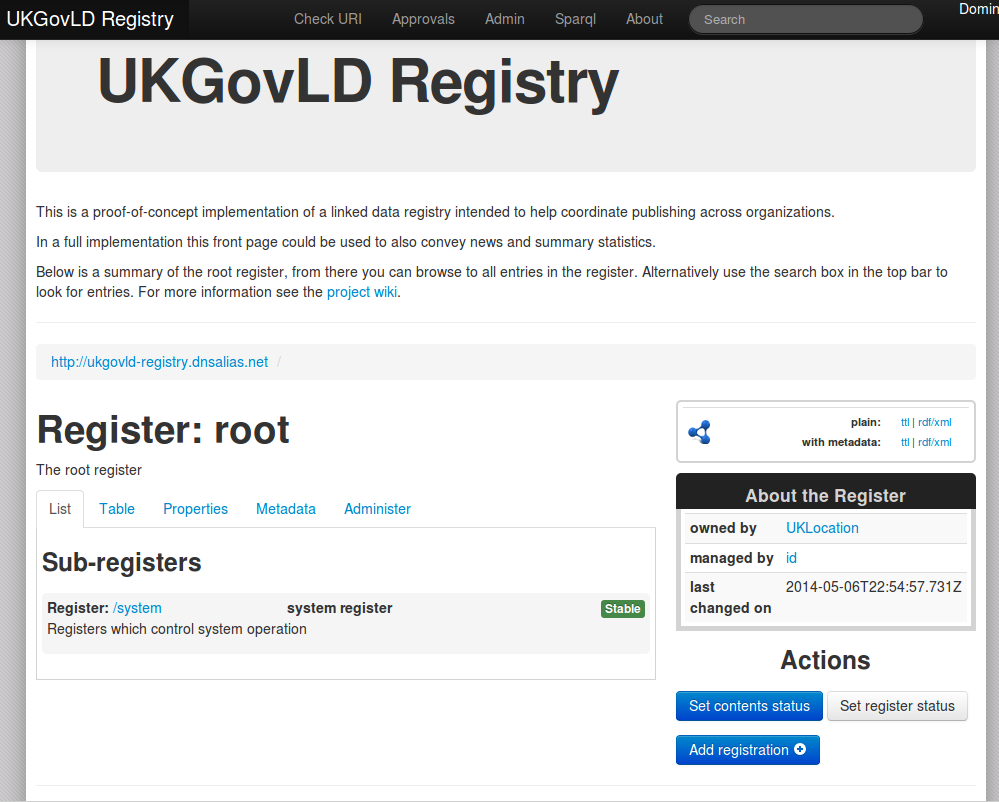 UKGovLD Registry Check URI Approvals Admin Sparql About Search Domin
UKGovLD Registry
This is a proof-of-concept implementation of a linked data registry intended to help coordinate publishing across organizations.
In a full implementation this front page could be used to also convey news and summary statistics.
Below is a summary of the root register, from there you can browse to all entries in the register. Alternatively use the search box in the top bar to
look for entries. For more information see the project wiki.
http://ukgovld-registry.dnsalias.net /
Register: root
The root register
List Table Properties Metadata Administer
Sub-registers
Register: /system system register Stable
Registers which control system operation
plain: ttl | rdf/xml
with metadata: ttl | rdf/xml
About the Register
owned by UKLocation
managed by id
last 2014-05-06T22:54:57.731Z
changed on
Actions
Set contents status Set register status
Add registration